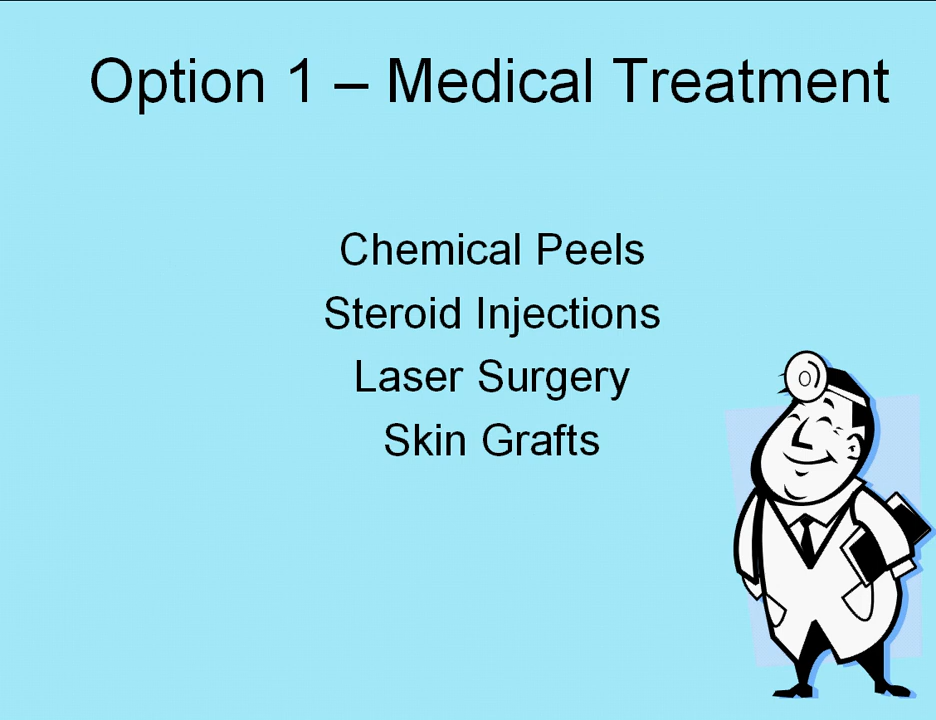 Option 1 – Medical Treatment
Chemical Peels
Steroid Injections
Laser Surgery
Skin Grafts